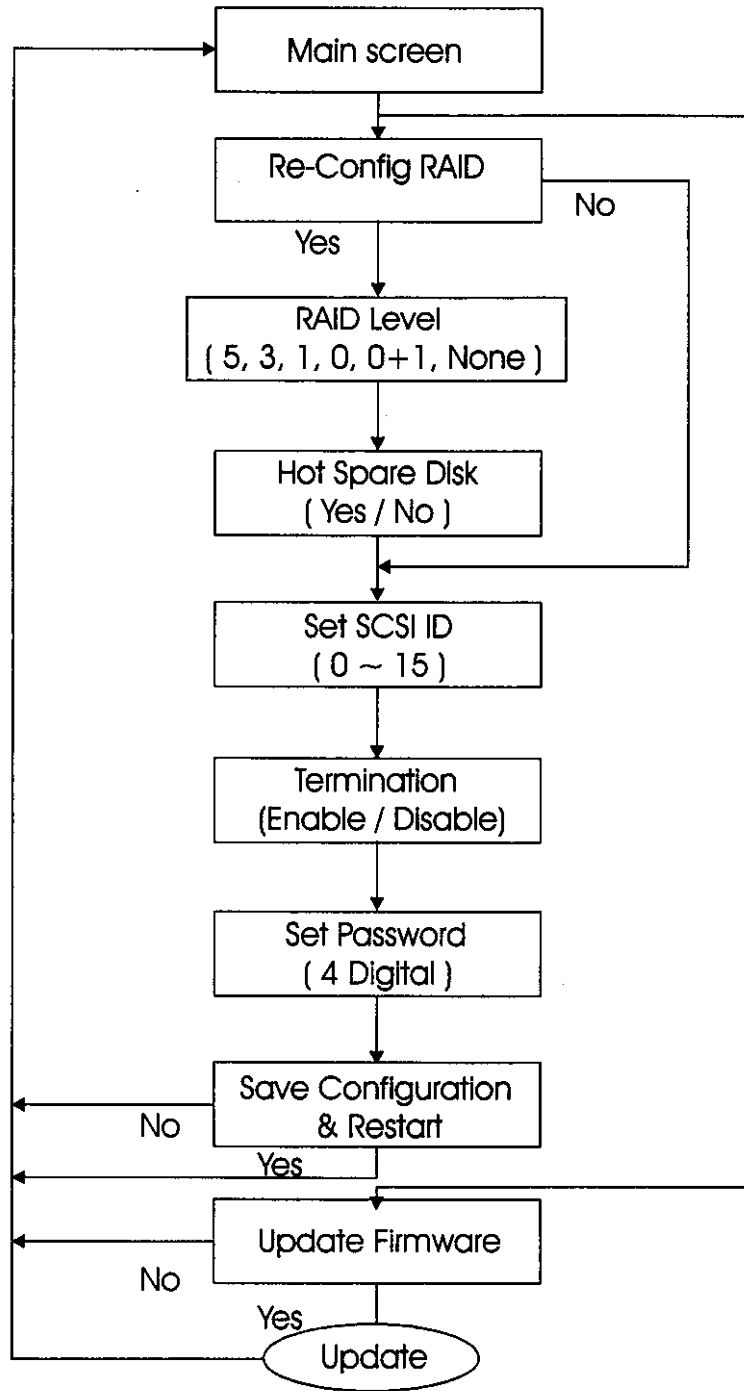 Main screen
Re-Config RAID
No
Yes
RAID Level
( 5, 3, 1, 0, 0+1, None )
Hot Spare Disk
( Yes / No )
Set SCSI ID
( 0 ~ 15 )
Termination
(Enable / Disable)
Set Password
( 4 Digital )
Save Configuration
& Restart
No
Yes
Update Firmware
No
Yes
Update